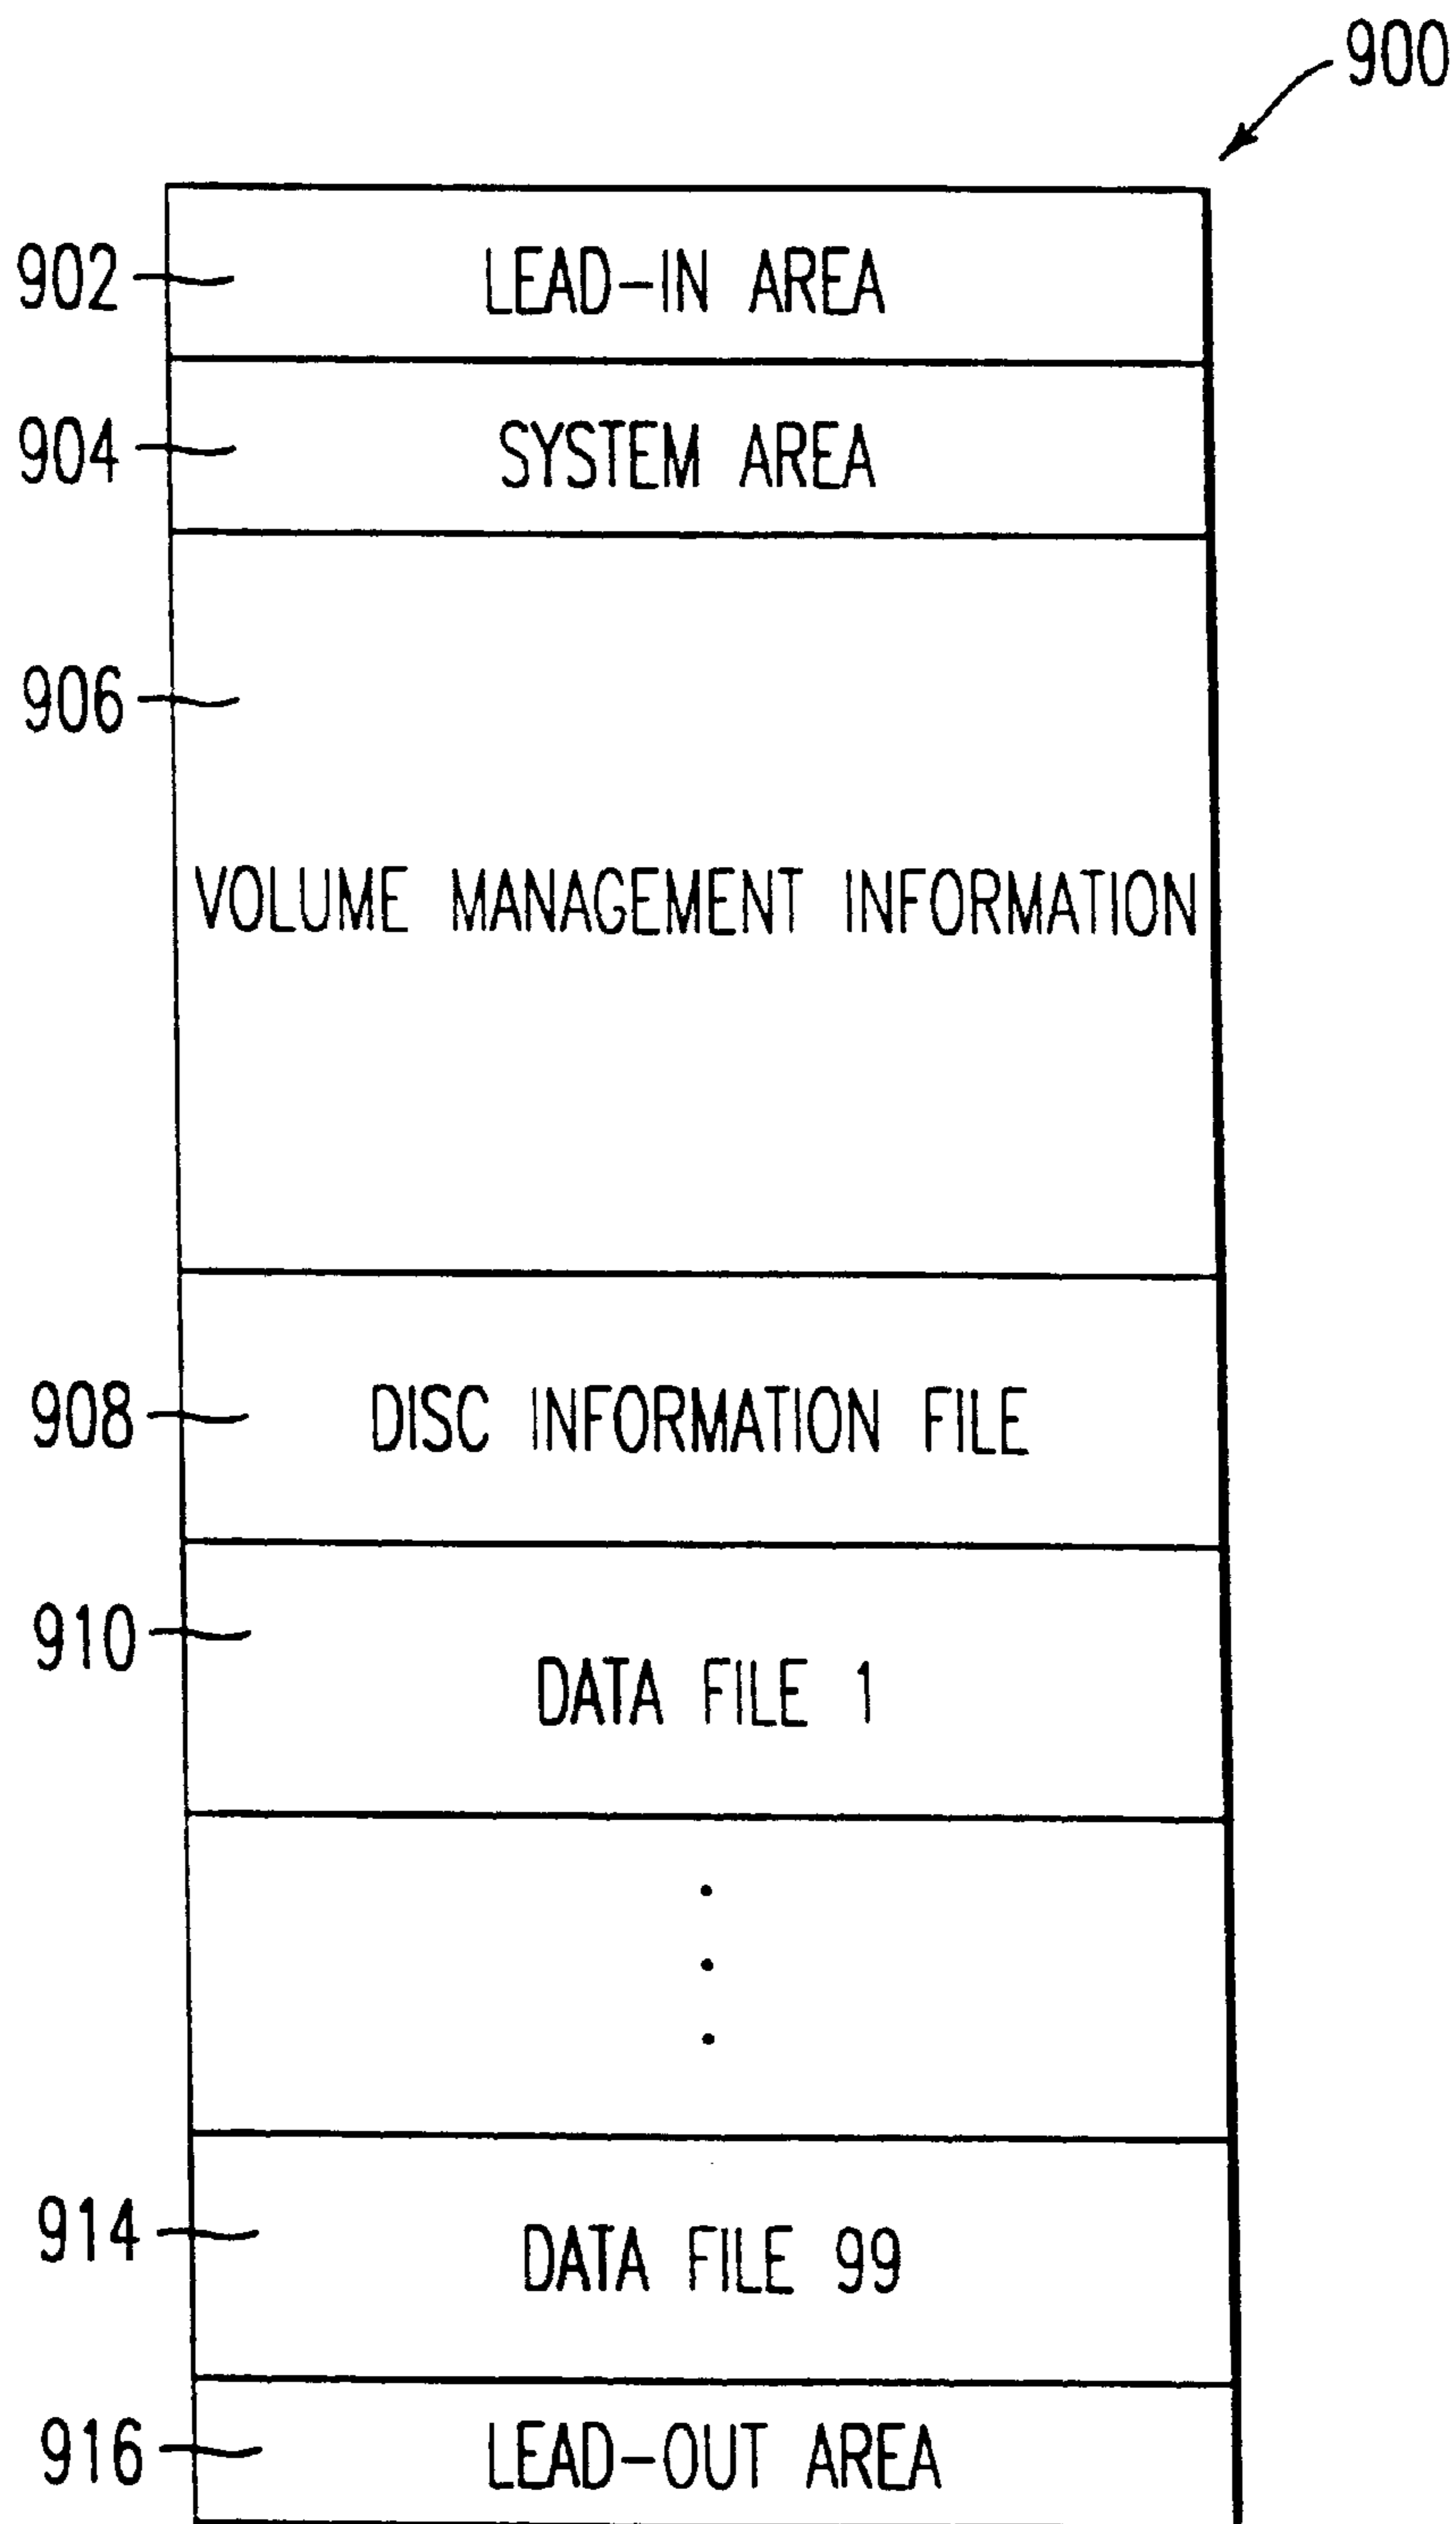 900
902 LEAD-IN AREA
904 SYSTEM AREA
906
VOLUME MANAGEMENT INFORMATION
908 DISC INFORMATION FILE
910
DATA FILE 1
914 DATA FILE 99
916 LEAD-OUT AREA